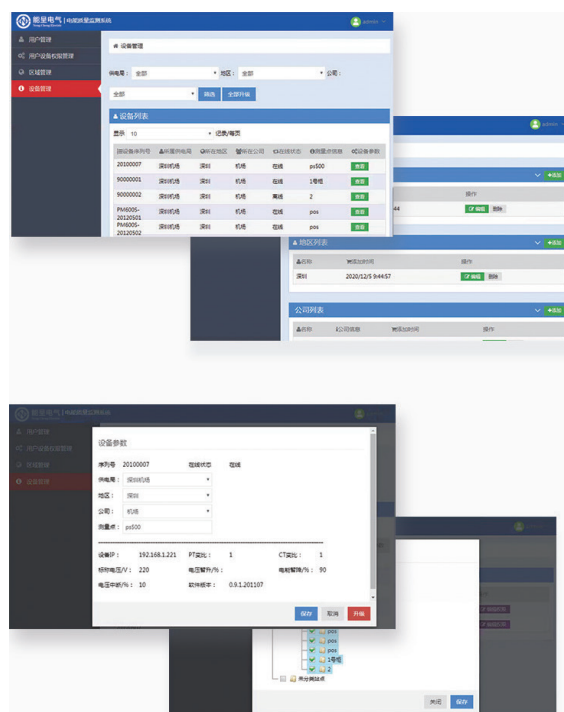 能星电气 | 电能质量监测系统
admin
用户管理
用户设备权限管理
区域管理
设备管理
设备管理
供电局： 全部 地区： 全部 公司：
全部 筛选 全部升级
设备列表
显示 10 记录/每页
设备序列号 所属供电局 所在地区 所在公司 在线状态 测量点信息 设备参数
20100007 深圳机场 深圳 机场 在线 ps500 查看
90000001 深圳机场 深圳 机场 在线 1号柜 查看
90000002 深圳机场 深圳 机场 离线 2 查看
PM600S-20120501 深圳机场 深圳 机场 在线 pos 查看
PM600S-20120502 深圳机场 深圳 机场 在线 pos 查看
admin
+添加
操作
44 编辑 删除
地区列表 +添加
名称 添加时间 操作
深圳 2020/12/5 9:44:57 编辑 删除
公司列表 +添加
名称 公司信息 添加时间 操作
能星电气 | 电能质量监测系统
用户管理
用户设备权限管理
区域管理
设备管理
设备参数
序列号 20100007 在线状态 在线
供电局： 深圳机场
地区： 深圳
公司： 机场
测量点： ps500
设备IP： 192.168.1.221 PT变比： 1 CT变比： 1
标称电压/V： 220 电压暂升/%： 电能暂降/%： 90
电压中断/%： 10 软件版本： 0.9.1.201107
保存 取消 升级
pos
pos
1号柜
2
未分类站点
关闭 保存